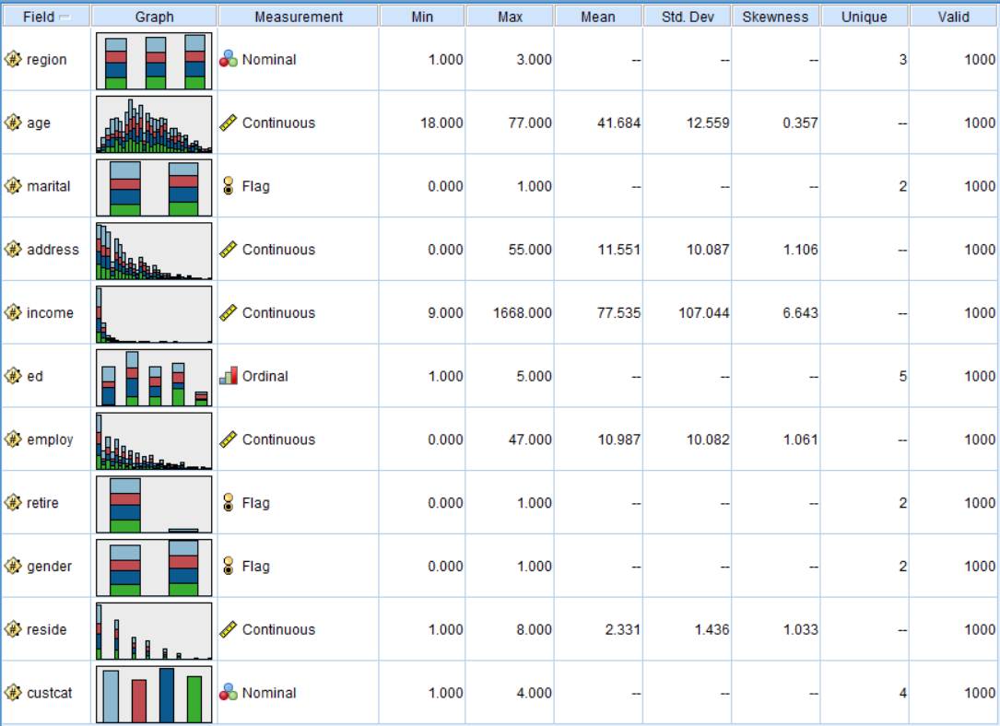 Field Graph Measurement Min Max Mean Std. Dev Skewness Unique Valid
region Nominal 1.000 3.000 -- -- -- 3 1000
age Continuous 18.000 77.000 41.684 12.559 0.357 -- 1000
marital Flag 0.000 1.000 -- -- -- 2 1000
address Continuous 0.000 55.000 11.551 10.087 1.106 -- 1000
income Continuous 9.000 1668.000 77.535 107.044 6.643 -- 1000
ed Ordinal 1.000 5.000 -- -- -- 5 1000
employ Continuous 0.000 47.000 10.987 10.082 1.061 -- 1000
retire Flag 0.000 1.000 -- -- -- 2 1000
gender Flag 0.000 1.000 -- -- -- 2 1000
reside Continuous 1.000 8.000 2.331 1.436 1.033 -- 1000
custcat Nominal 1.000 4.000 -- -- -- 4 1000